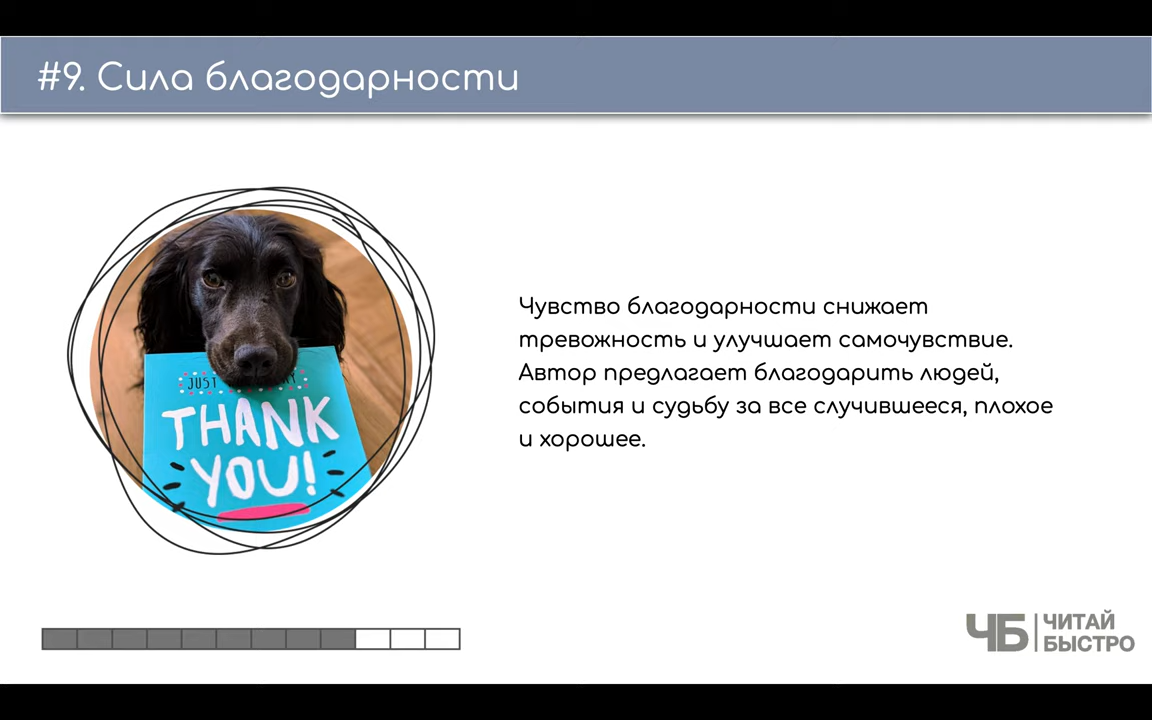 #9. Сила благодарности
JUST
THANK
YOU!
Чувство благодарности снижает
тревожность и улучшает самочувствие.
Автор предлагает благодарить людей,
события и судьбу за все случившееся, плохое
и хорошее.
ЧБ
ЧИТАЙ
БЫСТРО